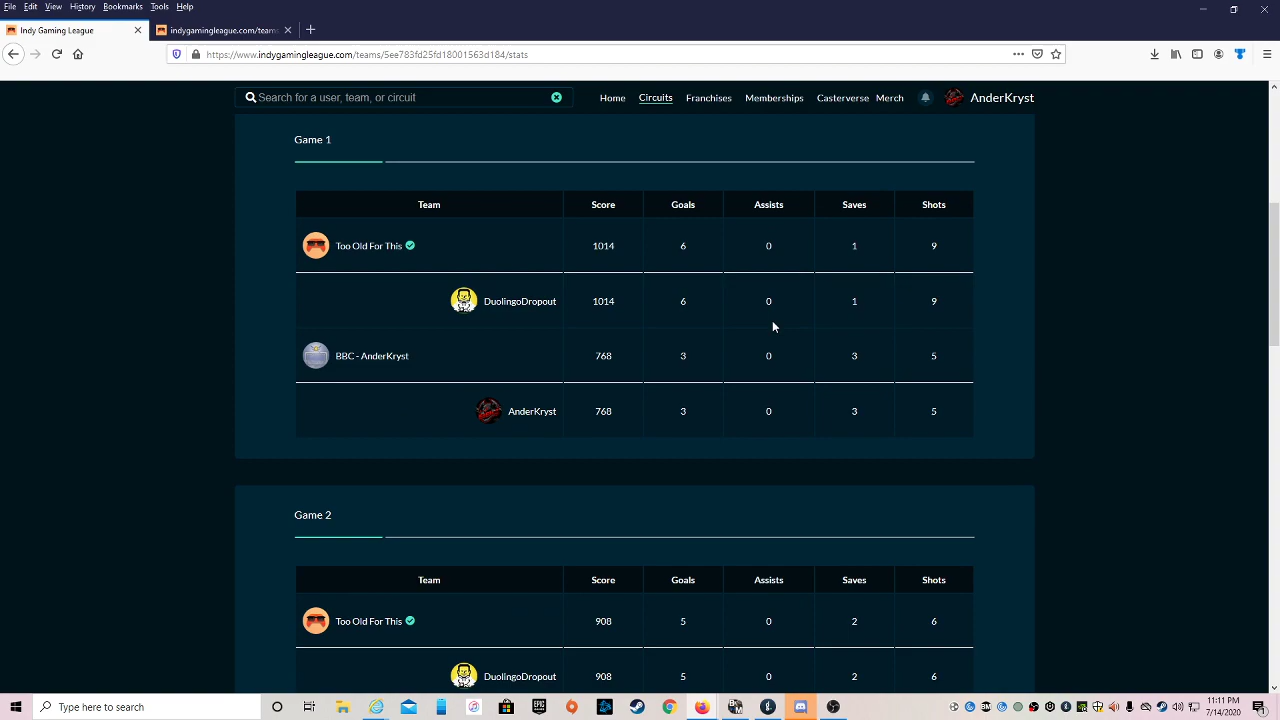 File Edit View History Bookmarks Tools Help
Indy Gaming League
indygamingleague.com/teams
https://www.indygamingleague.com/teams/5ee783fd25fd18001563d184/stats
Search for a user, team, or circuit
Home Circuits Franchises Memberships Casterverse Merch AnderKryst
Game 1
Team Score Goals Assists Saves Shots
Too Old For This 1014 6 0 1 9
DuolingoDropout 1014 6 0 1 9
BBC - AnderKryst 768 3 0 3 5
AnderKryst 768 3 0 3 5
Game 2
Team Score Goals Assists Saves Shots
Too Old For This 908 5 0 2 6
DuolingoDropout 908 5 0 2 6
Type here to search
11:11 PM
7/14/2020